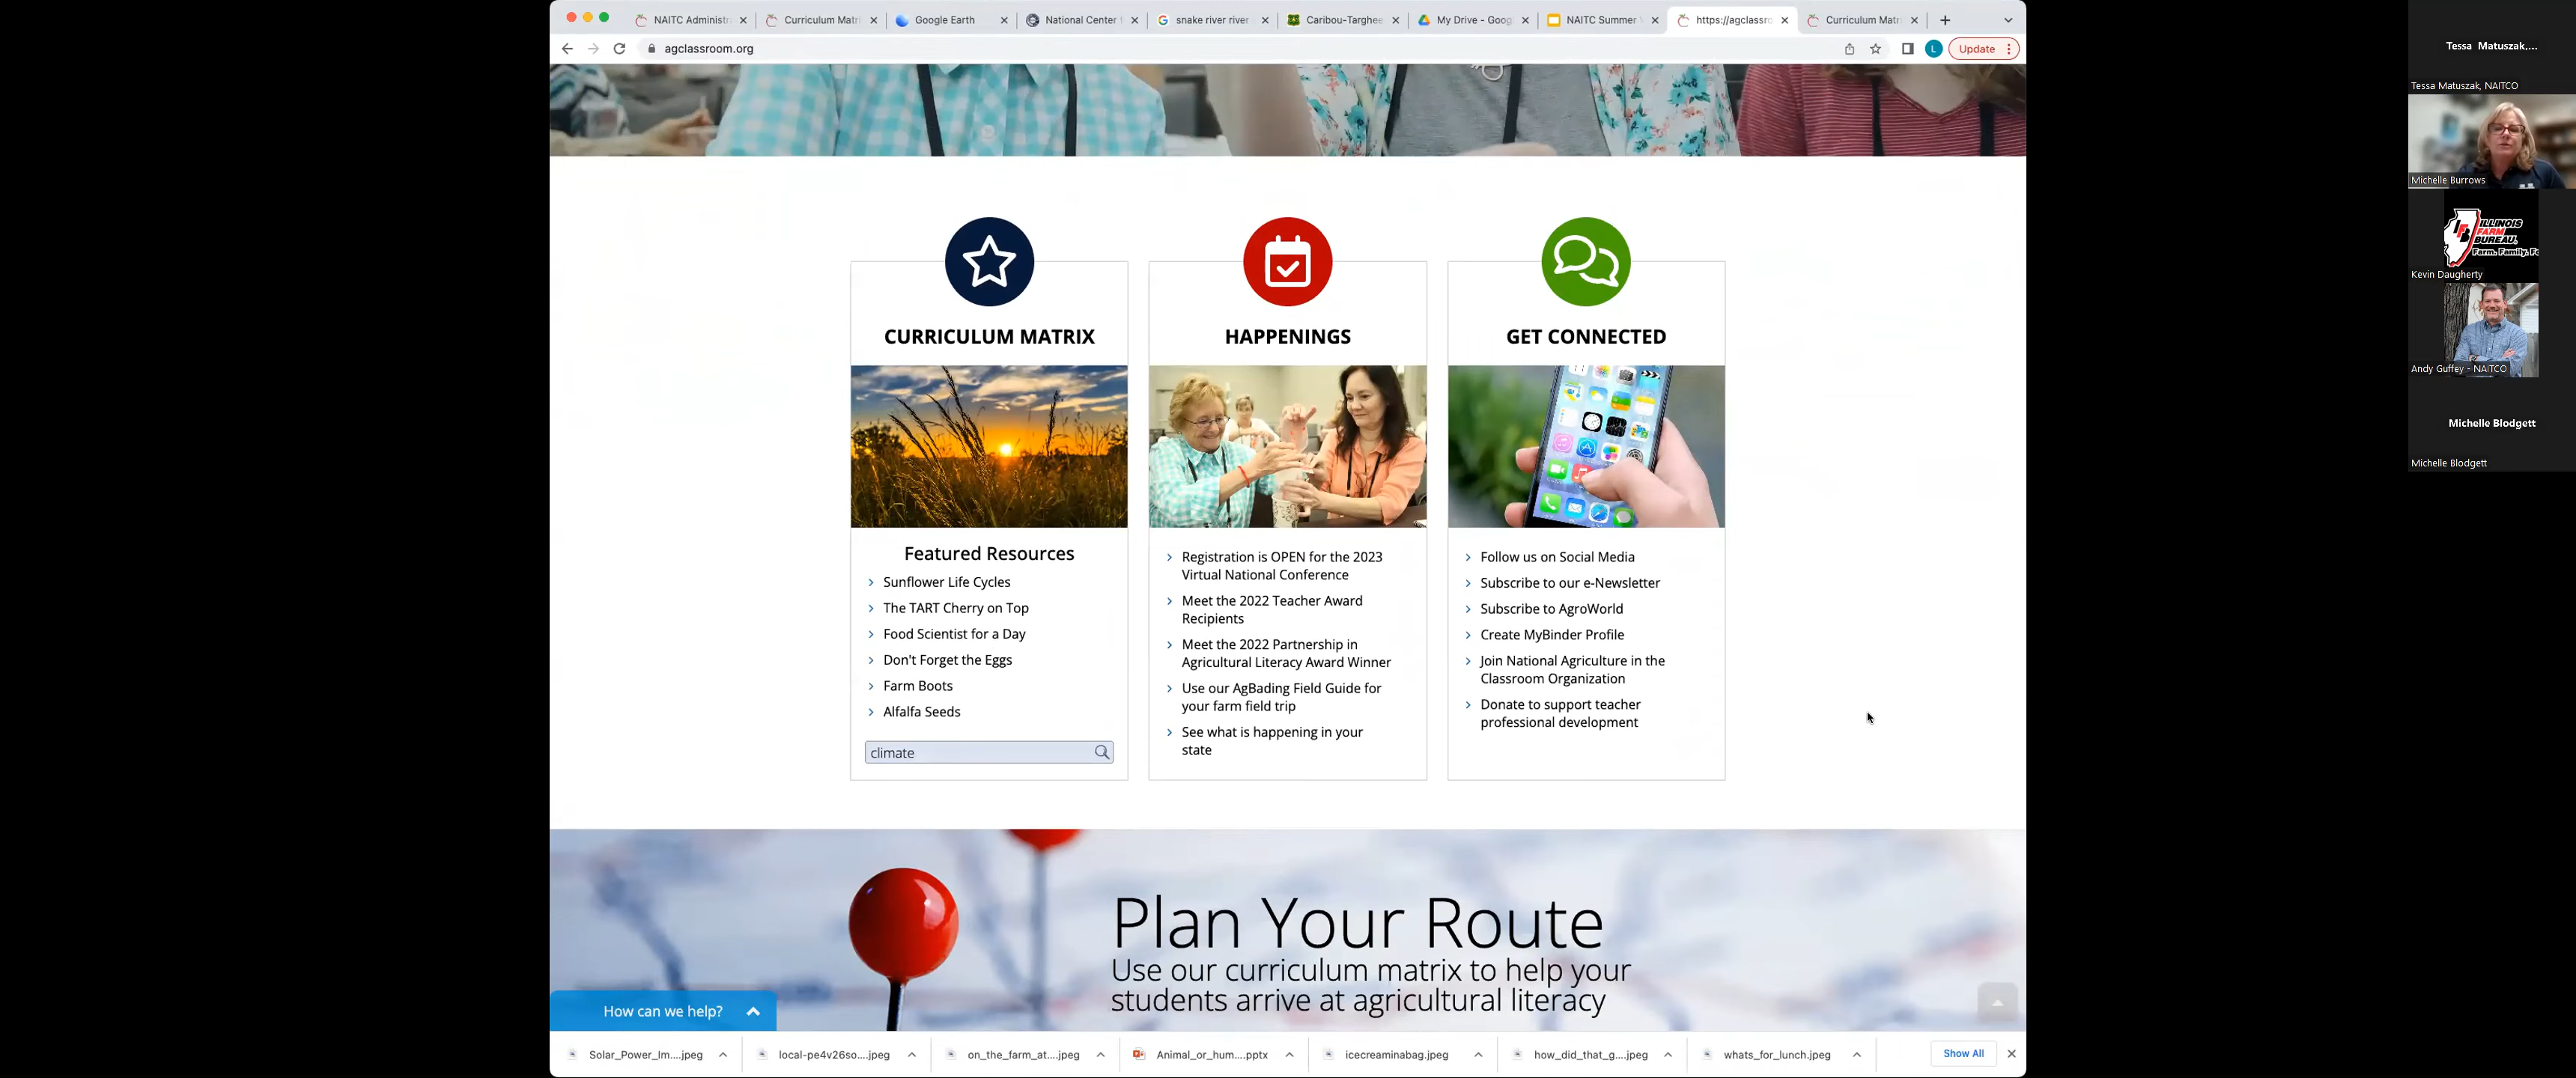 NAITC Administr
Curriculum Matri
Google Earth
National Center f
snake river river
Caribou-Targhee
My Drive - Goog
NAITC Summer
https://agclassro
Curriculum Matri
agclassroom.org
L
Update
CURRICULUM MATRIX
HAPPENINGS
GET CONNECTED
Featured Resources
Sunflower Life Cycles
The TART Cherry on Top
Food Scientist for a Day
Don't Forget the Eggs
Farm Boots
Alfalfa Seeds
climate
Registration is OPEN for the 2023
Virtual National Conference
Meet the 2022 Teacher Award
Recipients
Meet the 2022 Partnership in
Agricultural Literacy Award Winner
Use our AgBading Field Guide for
your farm field trip
See what is happening in your
state
Follow us on Social Media
Subscribe to our e-Newsletter
Subscribe to AgroWorld
Create MyBinder Profile
Join National Agriculture in the
Classroom Organization
Donate to support teacher
professional development
Plan Your Route
Use our curriculum matrix to help your
students arrive at agricultural literacy
How can we help?
Solar_Power_Im....jpeg
local-pe4v26so....jpeg
on_the_farm_at....jpeg
Animal_or_hum....pptx
icecreaminabag.jpeg
how_did_that_g....jpeg
whats_for_lunch.jpeg
Show All
Tessa Matuszak,...
Tessa Matuszak, NAITCO
Michelle Burrows
ILLINOIS
FARM
BUREAU.
Farm. Family. Fo
Kevin Daugherty
Andy Guffey - NAITCO
Michelle Blodgett
Michelle Blodgett